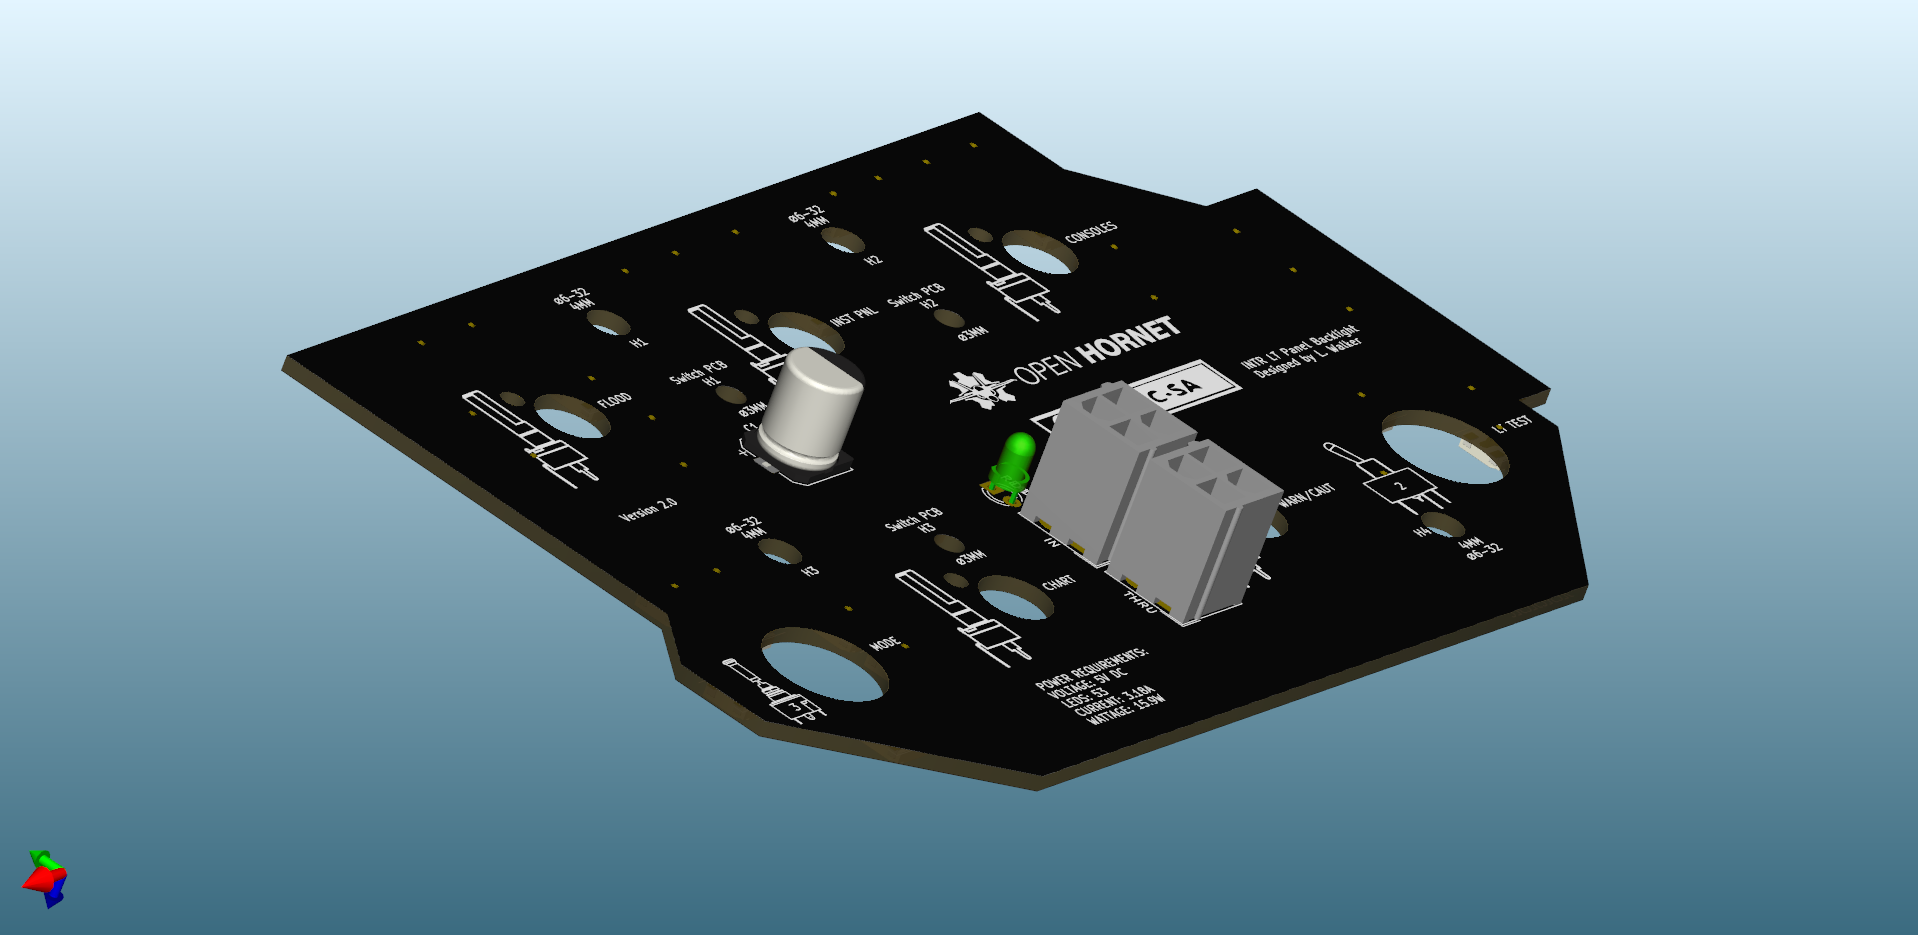 ø6-32
4MM
H2
CONSOLES
ø6-32
4MM
H1
INST PNL
Switch PCB
H2
ø3MM
OPEN HORNET
INTR LT Panel Backlight
Designed by L. Walker
C-SA
Switch PCB
H1
ø3MM
C1
+
FLOOD
LT TEST
2
WARN/CAUT
H4
4MM
ø6-32
Version 2.0
ø6-32
4MM
H3
Switch PCB
H3
ø3MM
IN
THRU
CHART
MODE
3
POWER REQUIREMENTS:
VOLTAGE: 5V DC
LEDS: 53
CURRENT: 3.18A
WATTAGE: 15.9W